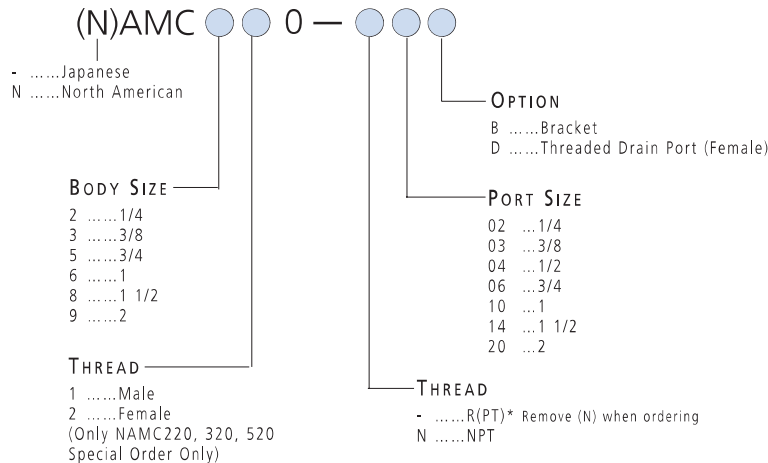 (N)AMC 0 –
- ......Japanese
N ......North American
OPTION
B ......Bracket
D ......Threaded Drain Port (Female)
BODY SIZE
2 ......1/4
3 ......3/8
5 ......3/4
6 ......1
8 ......1 1/2
9 ......2
PORT SIZE
02 ...1/4
03 ...3/8
04 ...1/2
06 ...3/4
10 ...1
14 ...1 1/2
20 ...2
THREAD
1 ......Male
2 ......Female
(Only NAMC220, 320, 520
Special Order Only)
THREAD
- ......R(PT)* Remove (N) when ordering
N ......NPT